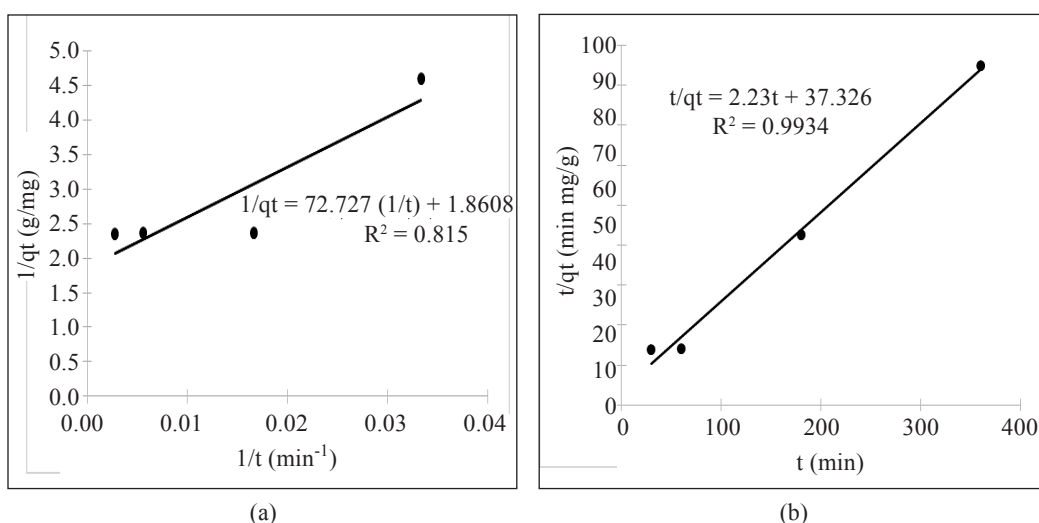 5.0
4.5
4.0
3.5
3.0
2.5
2.0
1.5
1.0
0.5
0.0
1/qt (g/mg)
1/qt = 72.727 (1/t) + 1.8608
R² = 0.815
0.00 0.01 0.02 0.03 0.04
1/t (min⁻¹)
(a)
100
90
80
70
60
50
40
30
20
10
0
t/qt (min mg/g)
t/qt = 2.23t + 37.326
R² = 0.9934
0 100 200 300 400
t (min)
(b)